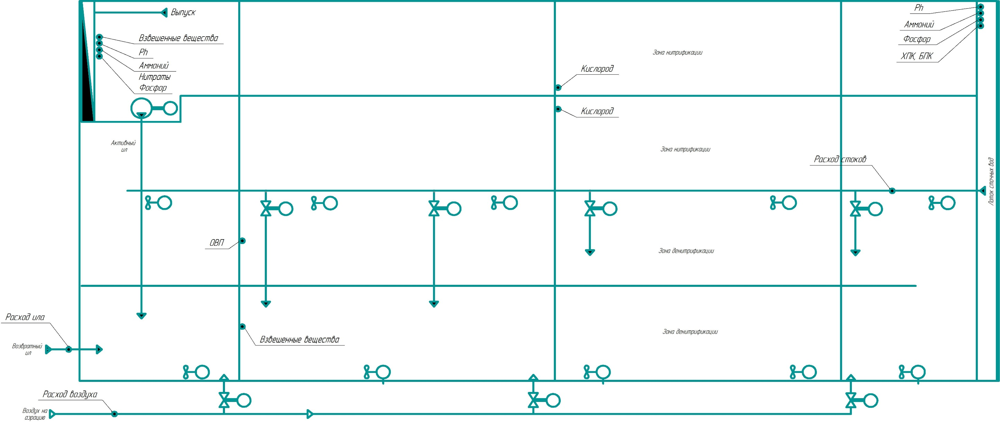 Выпуск
Ph
Аммоний
Фосфор
ХПК, БПК
Взвешенные вещества
Ph
Аммоний
Нитраты
Фосфор
Зона нитрификации
Кислород
Кислород
Активный
ил
Зона нитрификации
Расход стоков
Лоток сточных вод
ОВП
Зона денитрификации
Расход ила
Взвешенные вещества
Зона денитрификации
Возвратный
ил
Расход воздуха
Воздух на
аэрацию